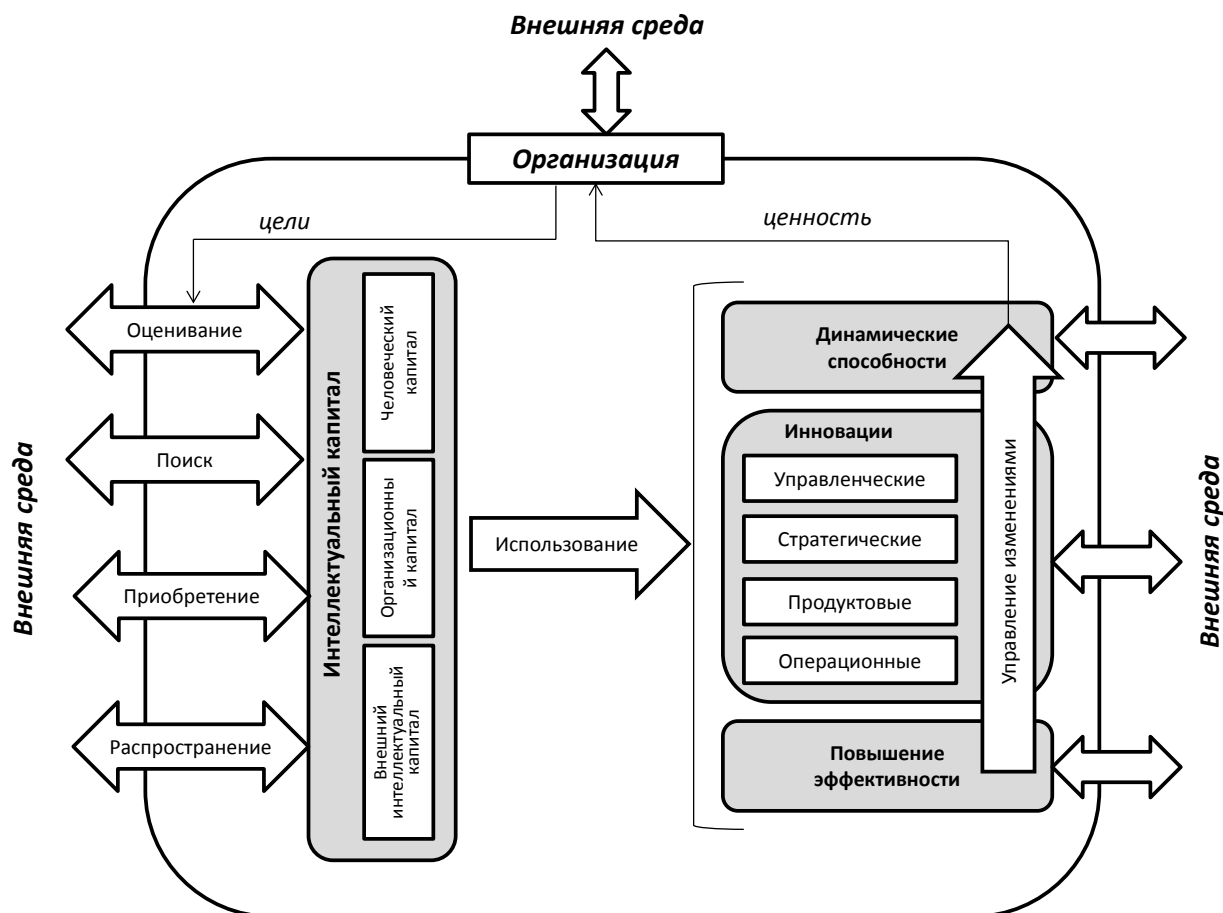 Внешняя среда
Организация
цели
ценность
Внешняя среда
Оценивание
Поиск
Приобретение
Распространение
Интеллектуальный капитал
Человеческий
капитал
Организационны
й капитал
Внешний
интеллектуальный
капитал
Использование
Динамические
способности
Инновации
Управленческие
Стратегические
Продуктовые
Операционные
Повышение
эффективности
Управление изменениями
Внешняя среда